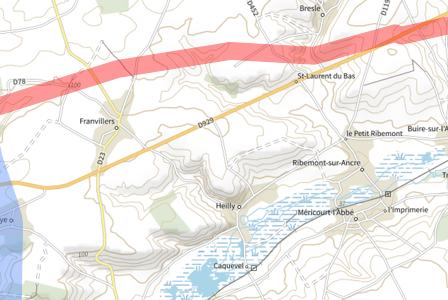 D452
Bresle
D119
D78
100
St-Laurent du Bas
Franvillers
D929
le Petit Ribemont
Buire-sur-l'A
D23
Ribemont-sur-Ancre
Heilly
Méricourt-l'Abbé
l'Imprimerie
100
Caquevel